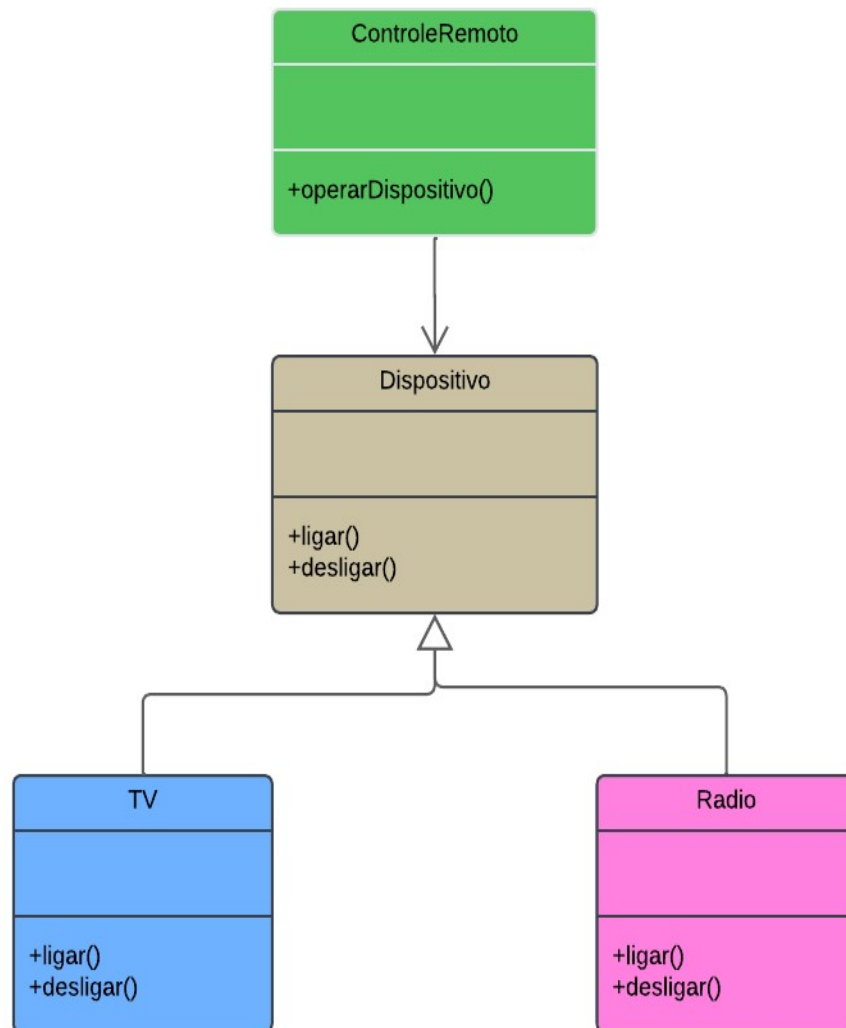 ControleRemoto
+operarDispositivo()
Dispositivo
+ligar()
+desligar()
TV
+ligar()
+desligar()
Radio
+ligar()
+desligar()